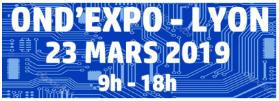 OND'EXPO - LYON
23 MARS 2019
9h - 18h